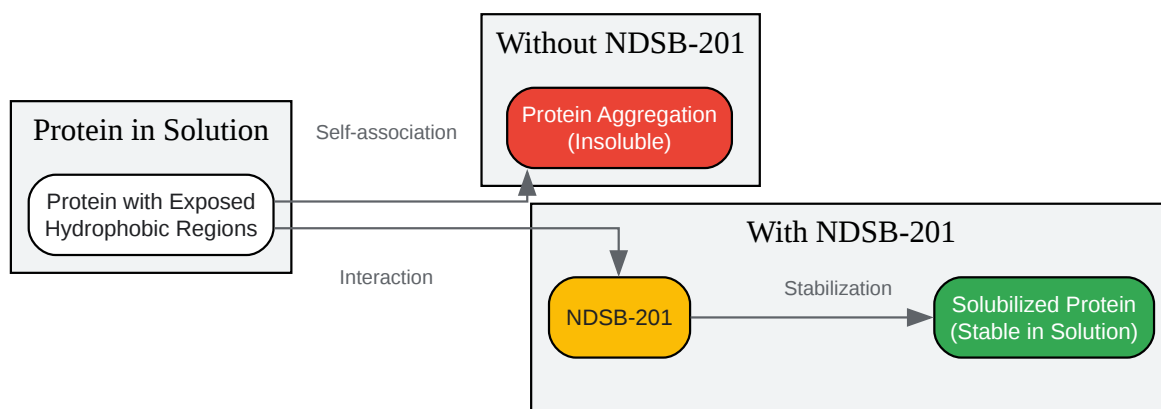 Without NDSB-201
Protein Aggregation
(Insoluble)
Protein in Solution
Self-association
Protein with Exposed
Hydrophobic Regions
With NDSB-201
Interaction
Stabilization
NDSB-201
Solubilized Protein
(Stable in Solution)